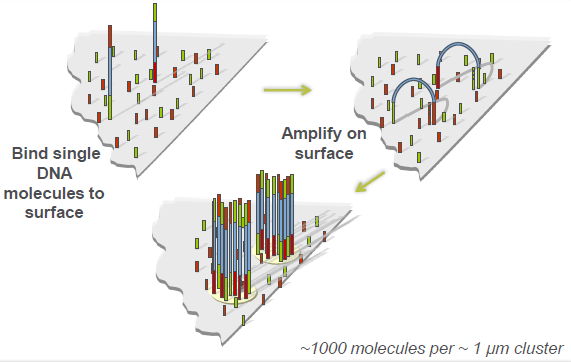 Bind single
DNA
molecules to
surface
Amplify on
surface
~1000 molecules per ~ 1 µm cluster